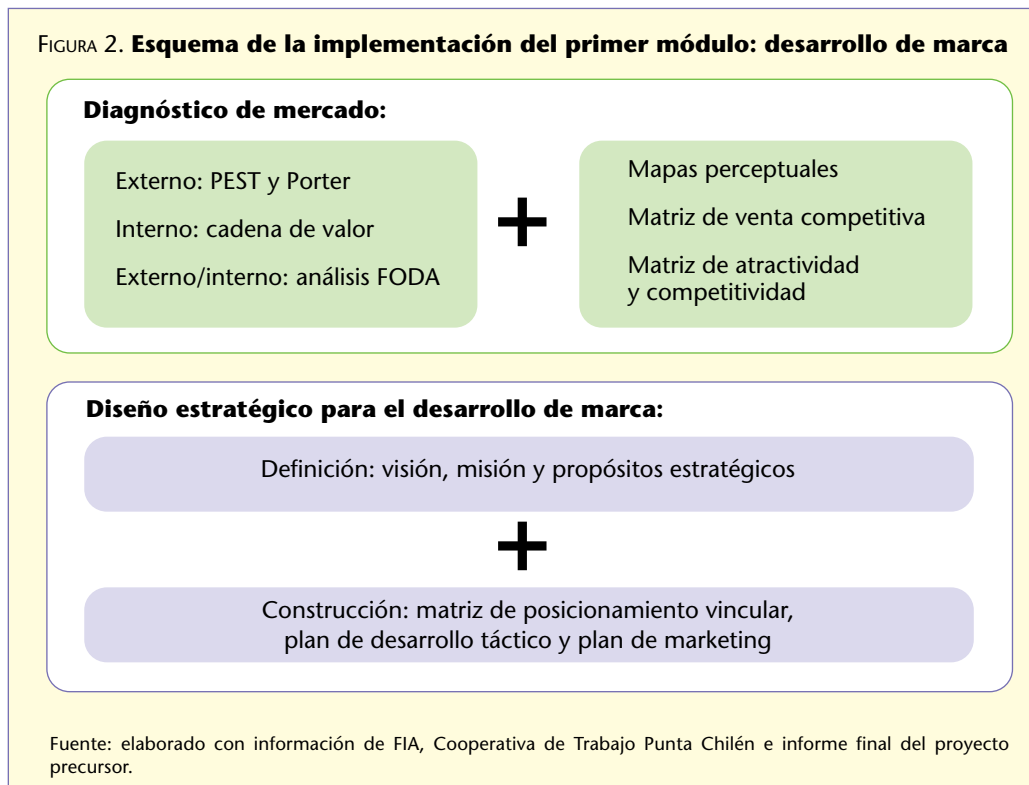 FIGURA 2. Esquema de la implementación del primer módulo: desarrollo de marca
Diagnóstico de mercado:
Externo: PEST y Porter
Interno: cadena de valor
Externo/interno: análisis FODA
+
Mapas perceptuales
Matriz de venta competitiva
Matriz de atractividad
y competitividad
Diseño estratégico para el desarrollo de marca:
Definición: visión, misión y propósitos estratégicos
+
Construcción: matriz de posicionamiento vincular,
plan de desarrollo táctico y plan de marketing
Fuente: elaborado con información de FIA, Cooperativa de Trabajo Punta Chilén e informe final del proyecto
precursor.